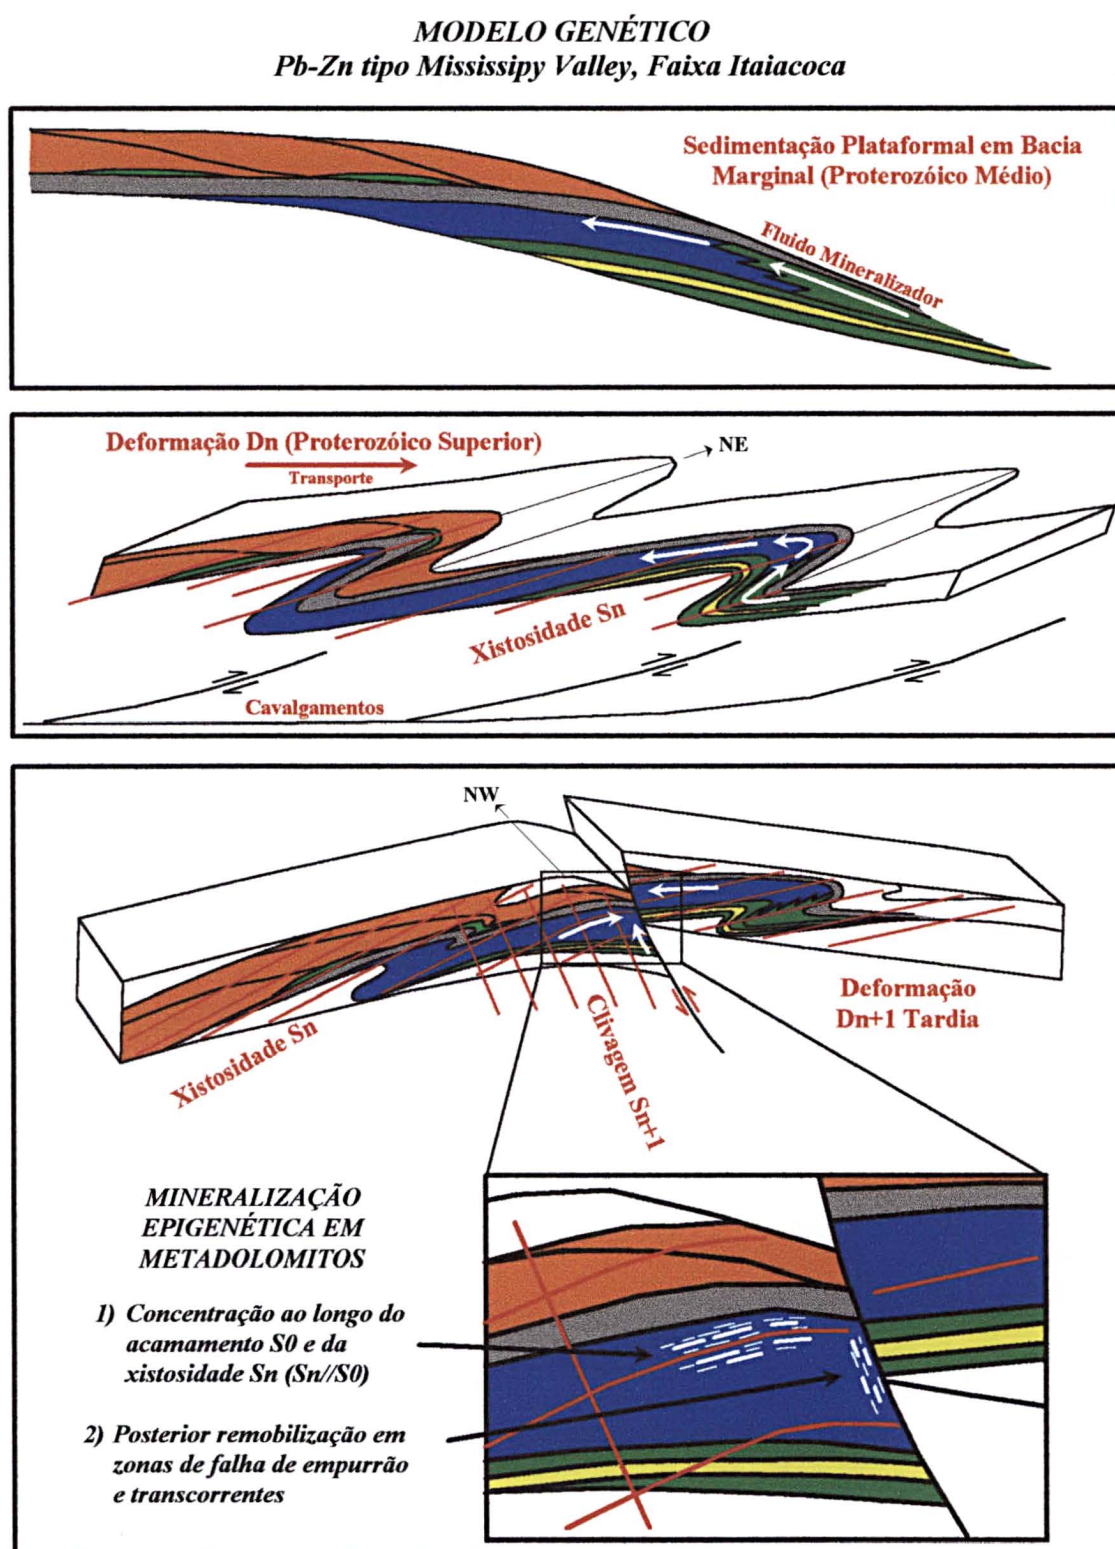 MODELO GENÉTICO
Pb-Zn tipo Mississipy Valley, Faixa Itaiacoca
Sedimentação Plataformal em Bacia
Marginal (Proterozóico Médio)
Fluido Mineralizador
Deformação Dn (Proterozóico Superior)
Transporte
NE
Xistosidade Sn
Cavalgamentos
NW
Xistosidade Sn
Clivagem Sn+1
Deformação
Dn+1 Tardia
MINERALIZAÇÃO
EPIGENÉTICA EM
METADOLOMITOS
1) Concentração ao longo do
acamamento S0 e da
xistosidade Sn (Sn//S0)
2) Posterior remobilização em
zonas de falha de empurrão
e transcorrentes